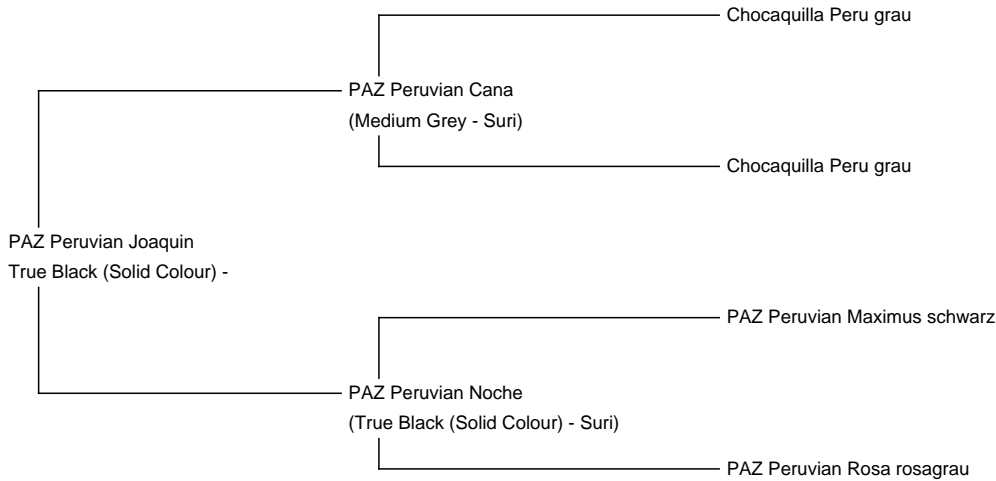 Chocaquilla Peru grau
PAZ Peruvian Cana
(Medium Grey - Suri)
Chocaquilla Peru grau
PAZ Peruvian Joaquin
True Black (Solid Colour) -
PAZ Peruvian Maximus schwarz
PAZ Peruvian Noche
(True Black (Solid Colour) - Suri)
PAZ Peruvian Rosa rosagrau